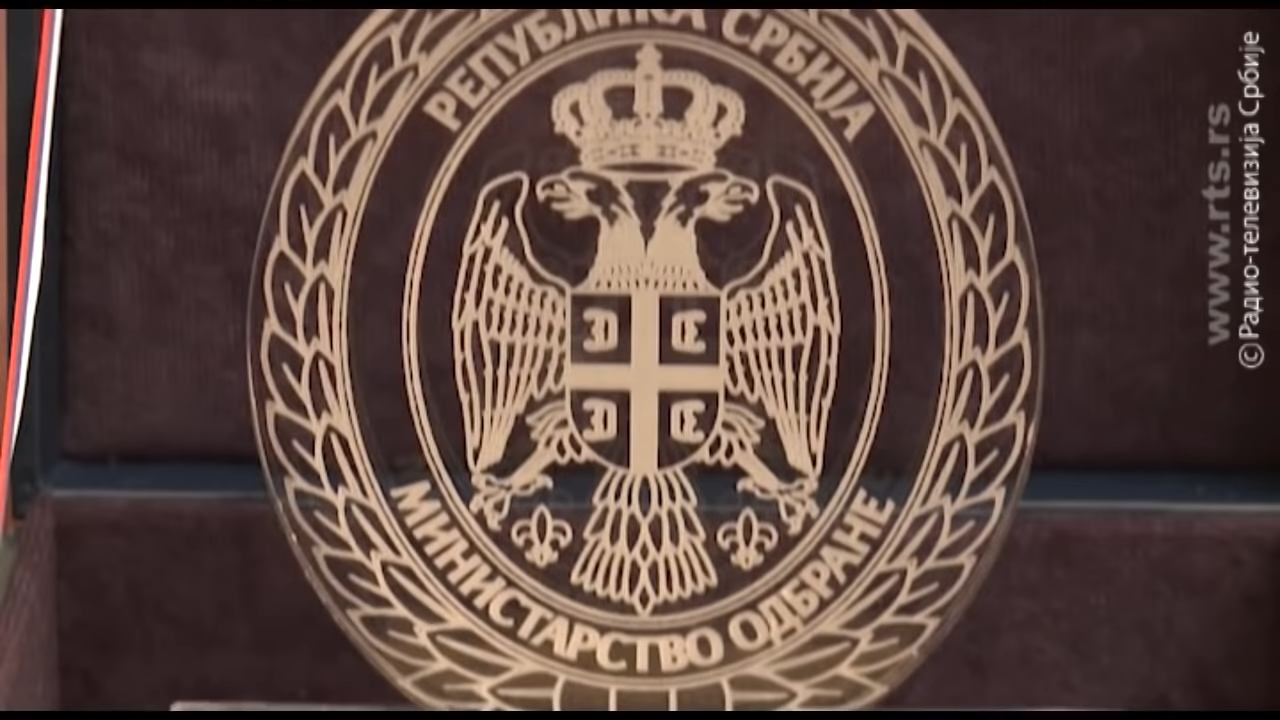 РЕПУБЛИКА СРБИЈА
МИНИСТАРСТВО ОДБРАНЕ
www.rts.rs
© Радио-телевизија Србије